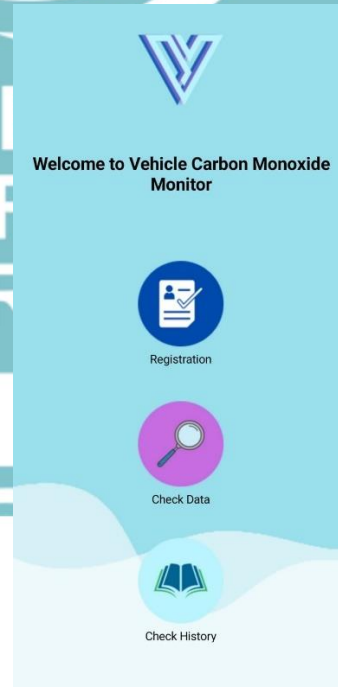 Welcome to Vehicle Carbon Monoxide
Monitor
Registration
Check Data
Check History